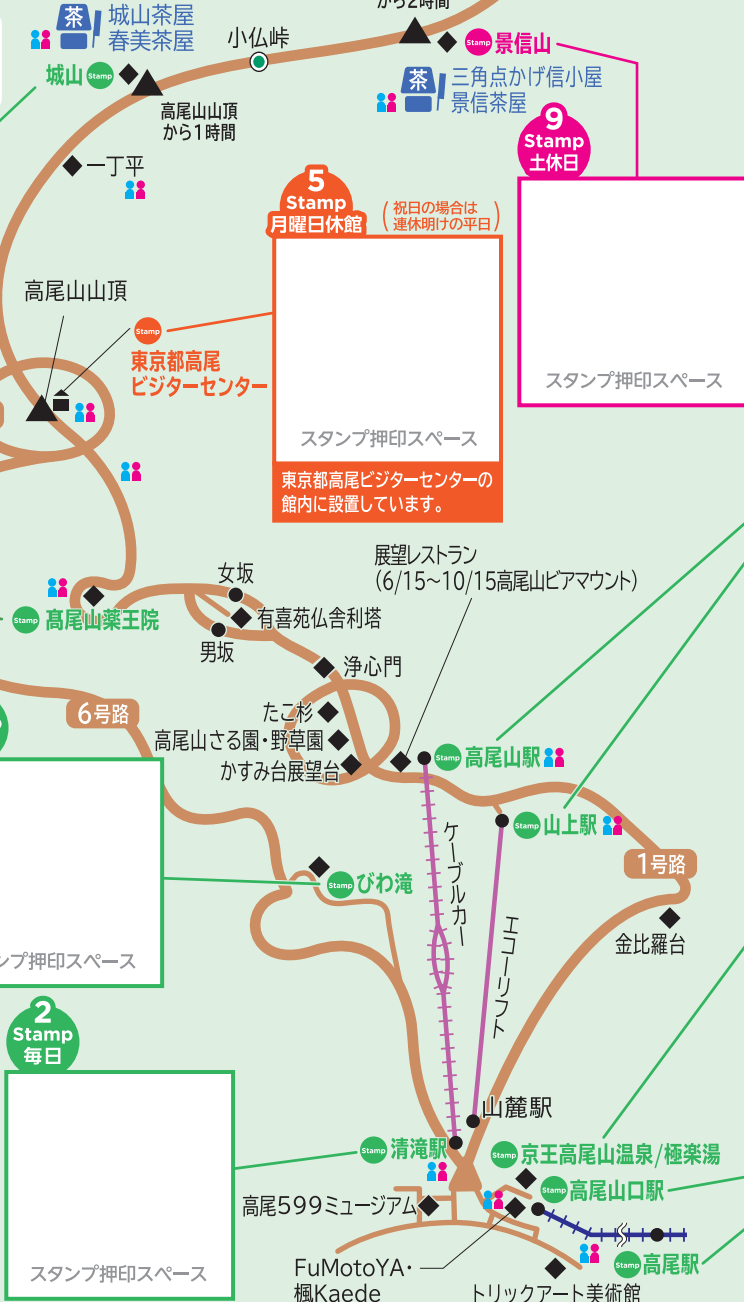 から2時間
茶
城山茶屋
春美茶屋
小仏峠
Stamp
景信山
城山
Stamp
茶
三角点かげ信小屋
景信茶屋
高尾山山頂
から1時間
9
Stamp
土休日
一丁平
5
Stamp
月曜日休館
(祝日の場合は
連休明けの平日)
高尾山山頂
Stamp
東京都高尾
ビジターセンター
スタンプ押印スペース
スタンプ押印スペース
東京都高尾ビジターセンターの
館内に設置しています。
展望レストラン
(6/15〜10/15高尾山ビアマウント)
女坂
Stamp
髙尾山薬王院
有喜苑仏舎利塔
男坂
浄心門
6号路
たこ杉
高尾山さる園・野草園
かすみ台展望台
Stamp
高尾山駅
Stamp
山上駅
ケーブルカー
1号路
Stamp
びわ滝
エコーリフト
金比羅台
ンプ押印スペース
2
Stamp
毎日
山麓駅
Stamp
清滝駅
Stamp
京王高尾山温泉/極楽湯
Stamp
高尾山口駅
高尾599ミュージアム
Stamp
高尾駅
FuMotoYA・
楓Kaede
トリックアート美術館
スタンプ押印スペース